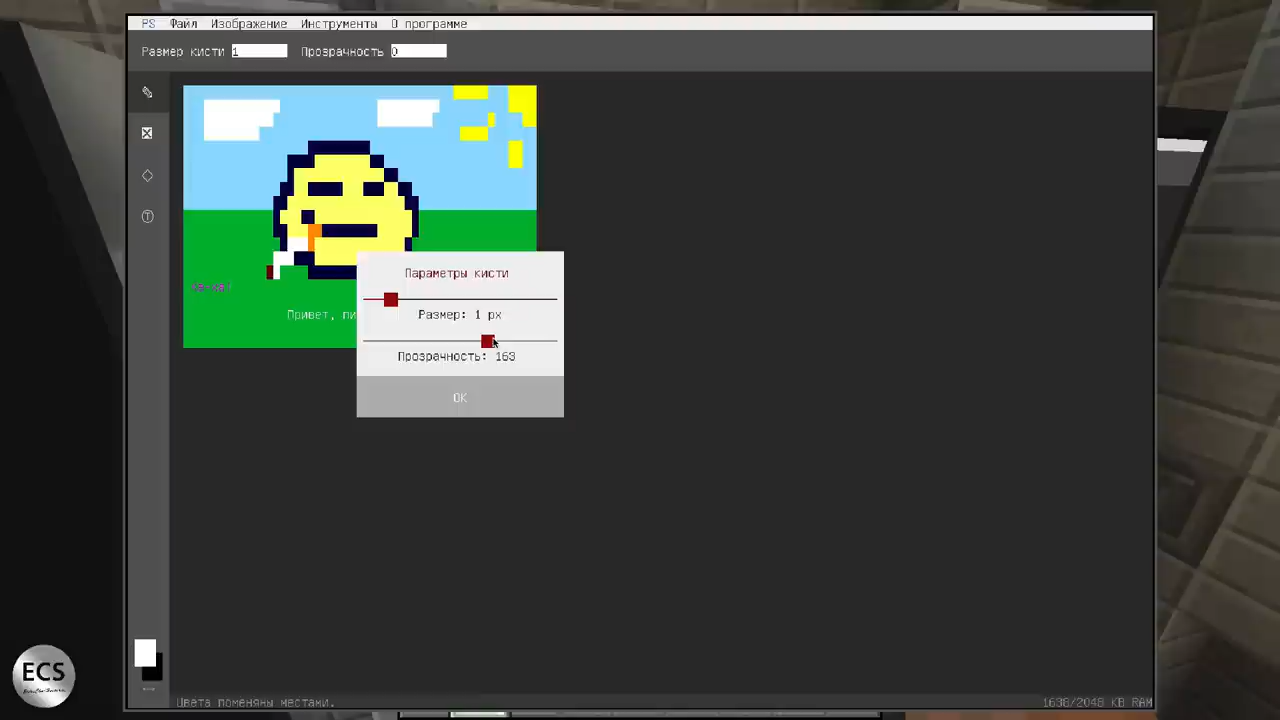 PS Файл Изображение Инструменты О программе
Размер кисти 1 Прозрачность 0
Параметры кисти
Привет, пи
Размер: 1 px
Прозрачность: 163
OK
Цвета поменяны местами.
1638/2048 KB RAM
ECS